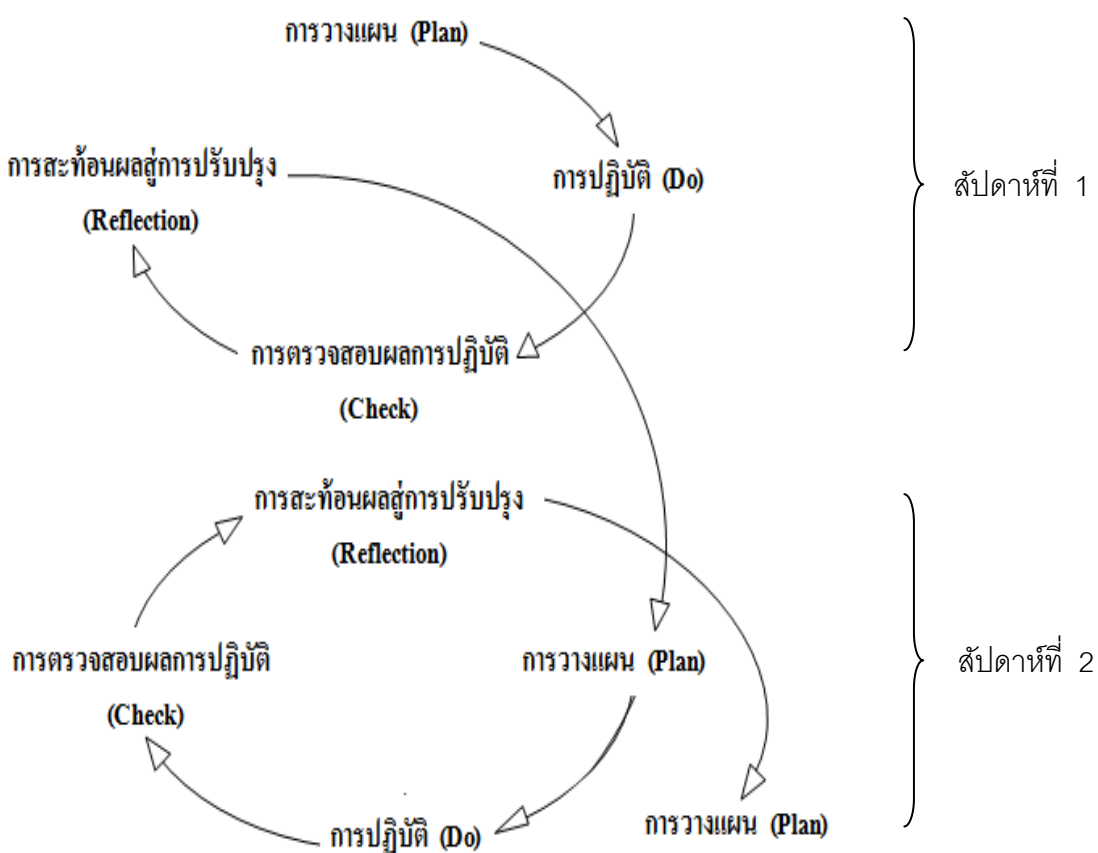 การวางแผน (Plan)
การสะท้อนผลสู่การปรับปรุง
(Reflection)
การปฏิบัติ (Do)
สัปดาห์ที่ 1
การตรวจสอบผลการปฏิบัติ
(Check)
การสะท้อนผลสู่การปรับปรุง
(Reflection)
การตรวจสอบผลการปฏิบัติ
(Check)
การวางแผน (Plan)
สัปดาห์ที่ 2
การปฏิบัติ (Do)
การวางแผน (Plan)